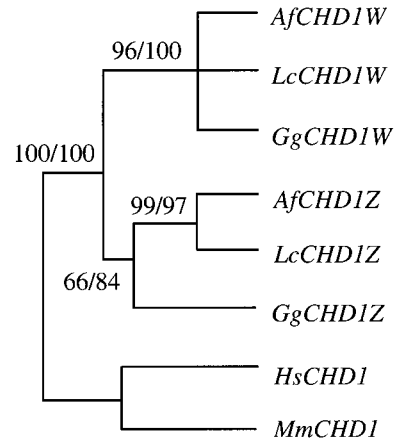 AfCHD1W
96/100
LcCHD1W
GgCHD1W
100/100
AfCHD1Z
99/97
LcCHD1Z
66/84
GgCHD1Z
HsCHD1
MmCHD1